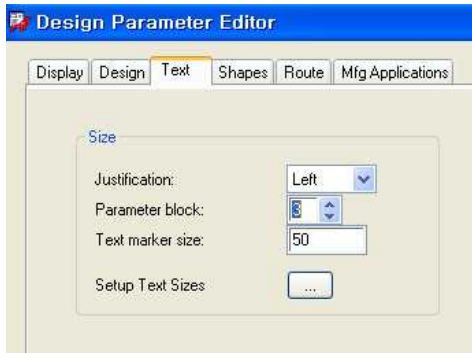 Design Parameter Editor
Display Design Text Shapes Route Mfg Applications
Size
Justification: Left
Parameter block: 3
Text marker size: 50
Setup Text Sizes ...